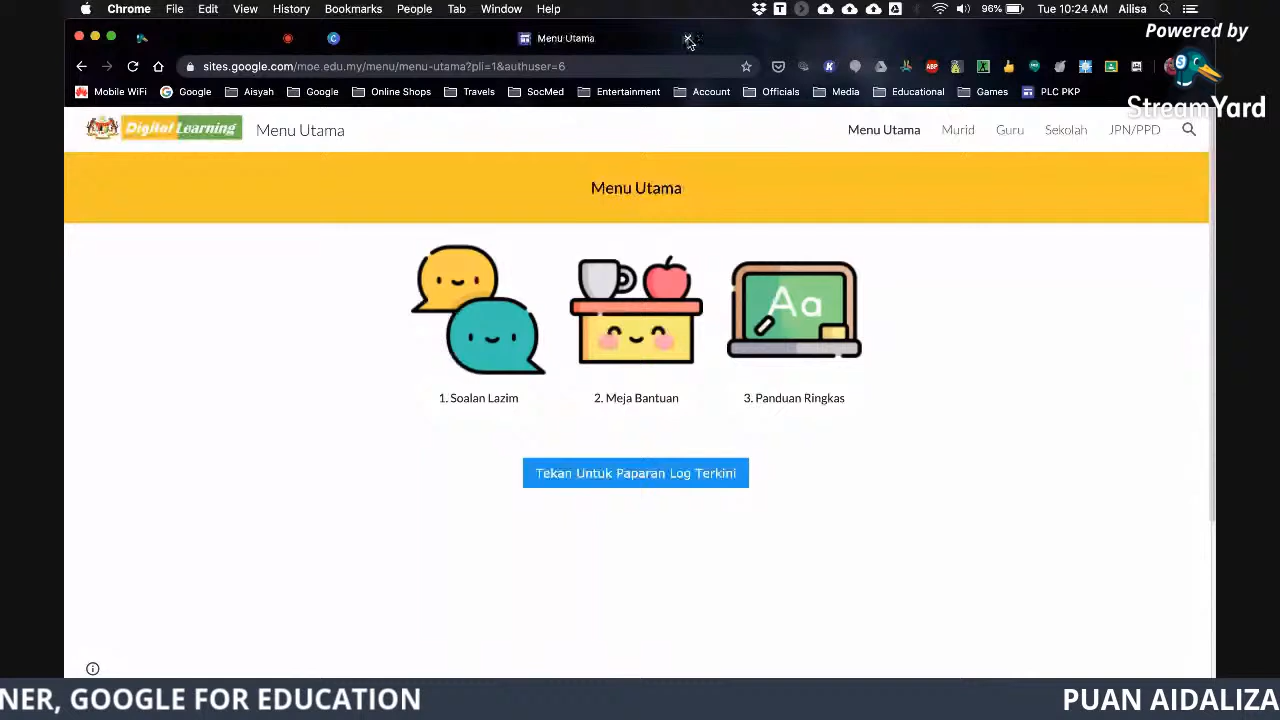 Chrome File Edit View History Bookmarks People Tab Window Help 96% Tue 10:24 AM Ailisa
Powered by
StreamYard
Menu Utama
sites.google.com/moe.edu.my/menu/menu-utama?pli=1&authuser=6
Mobile WiFi Google Aisyah Google Online Shops Travels SocMed Entertainment Account Officials Media Educational Games PLC PKP
Digital Learning Menu Utama Menu Utama Murid Guru Sekolah JPN/PPD
Menu Utama
Aa
1. Soalan Lazim 2. Meja Bantuan 3. Panduan Ringkas
Tekan Untuk Paparan Log Terkini
NER, GOOGLE FOR EDUCATION PUAN AIDALIZA